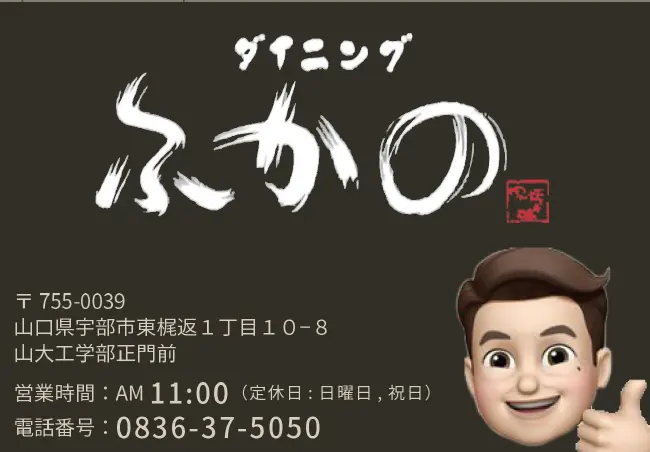 ダイニング
ふかの
〒 755-0039
山口県宇部市東梶返１丁目１０−８
山大工学部正門前
営業時間：AM 11:00（定休日 : 日曜日 , 祝日）
電話番号：0836-37-5050